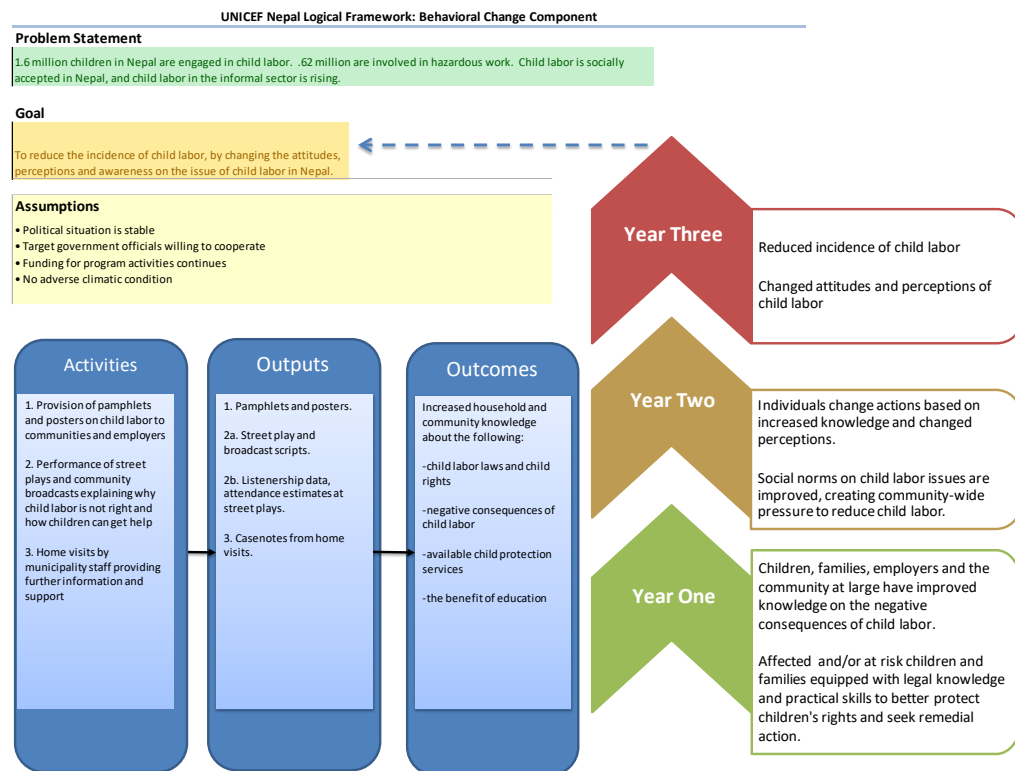 UNICEF Nepal Logical Framework: Behavioral Change Component
Problem Statement
1.6 million children in Nepal are engaged in child labor. .62 million are involved in hazardous work. Child labor is socially
accepted in Nepal, and child labor in the informal sector is rising.
Goal
To reduce the incidence of child labor, by changing the attitudes,
perceptions and awareness on the issue of child labor in Nepal.
Assumptions
• Political situation is stable
• Target government officials willing to cooperate
• Funding for program activities continues
• No adverse climatic condition
Activities
1. Provision of pamphlets
and posters on child labor to
communities and employers
2. Performance of street
plays and community
broadcasts explaining why
child labor is not right and
how children can get help
3. Home visits by
municipality staff providing
further information and
support
Outputs
1. Pamphlets and posters.
2a. Street play and
broadcast scripts.
2b. Listenership data,
attendance estimates at
street plays.
3. Casenotes from home
visits.
Outcomes
Increased household and
community knowledge
about the following:
-child labor laws and child
rights
-negative consequences of
child labor
-available child protection
services
-the benefit of education
Year Three
Reduced incidence of child labor
Changed attitudes and perceptions of
child labor
Year Two
Individuals change actions based on
increased knowledge and changed
perceptions.
Social norms on child labor issues are
improved, creating community-wide
pressure to reduce child labor.
Year One
Children, families, employers and the
community at large have improved
knowledge on the negative
consequences of child labor.
Affected and/or at risk children and
families equipped with legal knowledge
and practical skills to better protect
children's rights and seek remedial
action.